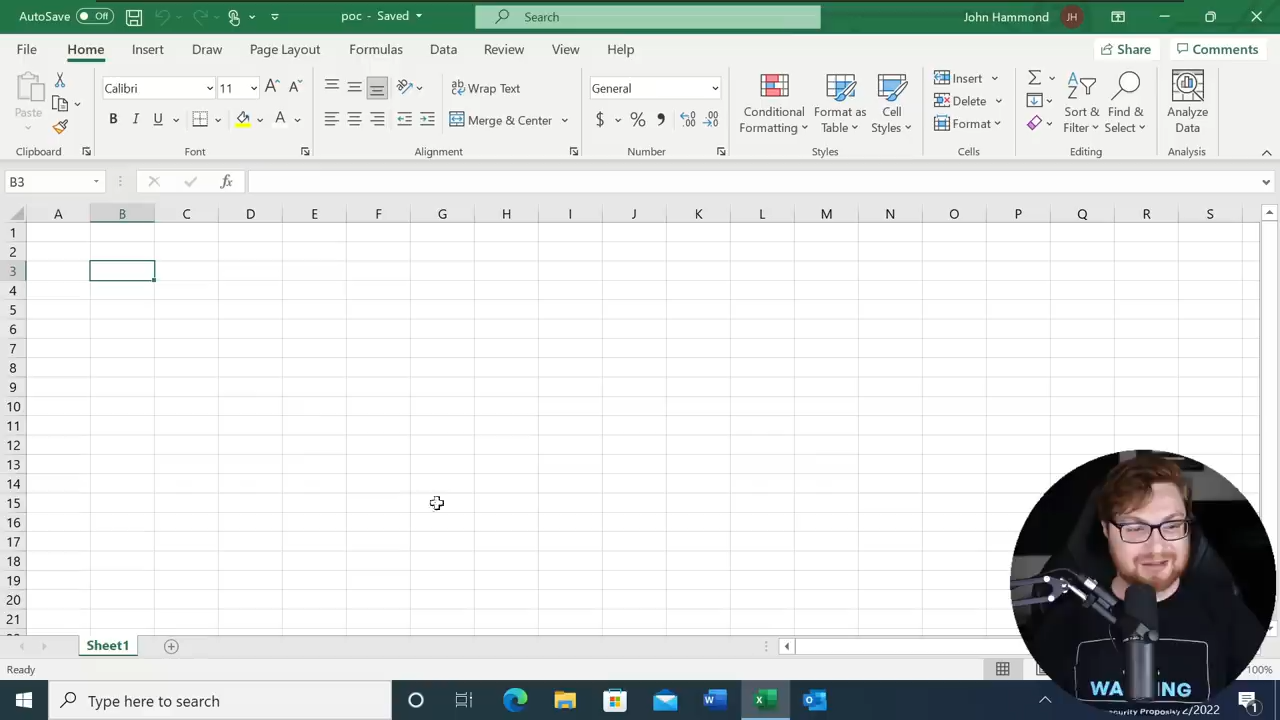 AutoSave Off poc - Saved Search John Hammond JH
File Home Insert Draw Page Layout Formulas Data Review View Help Share Comments
Paste
Clipboard
Calibri 11
B I U
Font
Wrap Text
Merge & Center
Alignment
General
$ %
Number
Conditional Formatting
Format as Table
Cell Styles
Styles
Insert
Delete
Format
Cells
Sort & Filter
Find & Select
Editing
Analyze Data
Analysis
B3 fx
A B C D E F G H I J K L M N O P Q R S
1
2
3
4
5
6
7
8
9
10
11
12
13
14
15
16
17
18
19
20
21
Sheet1
Ready 100%
Type here to search
2/2022
1